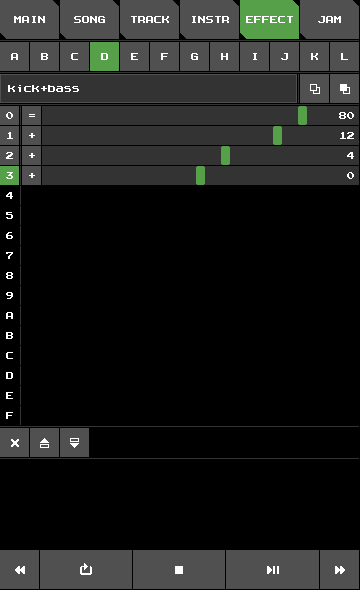 MAIN SONG TRACK INSTR EFFECT JAM
A B C D E F G H I J K L
kick+bass
0 = 80
1 + 12
2 + 4
3 + 0
4
5
6
7
8
9
A
B
C
D
E
F